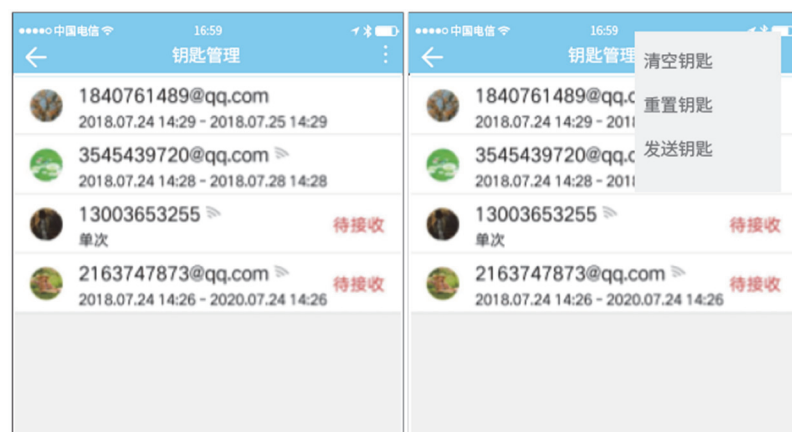 中国电信
16:59
钥匙管理
1840761489@qq.com
2018.07.24 14:29 - 2018.07.25 14:29
3545439720@qq.com
2018.07.24 14:28 - 2018.07.28 14:28
13003653255
单次
待接收
2163747873@qq.com
2018.07.24 14:26 - 2020.07.24 14:26
待接收
中国电信
16:59
钥匙管理
清空钥匙
重置钥匙
发送钥匙
1840761489@qq.c
2018.07.24 14:29 - 201
3545439720@qq.c
2018.07.24 14:28 - 201
13003653255
单次
待接收
2163747873@qq.com
2018.07.24 14:26 - 2020.07.24 14:26
待接收